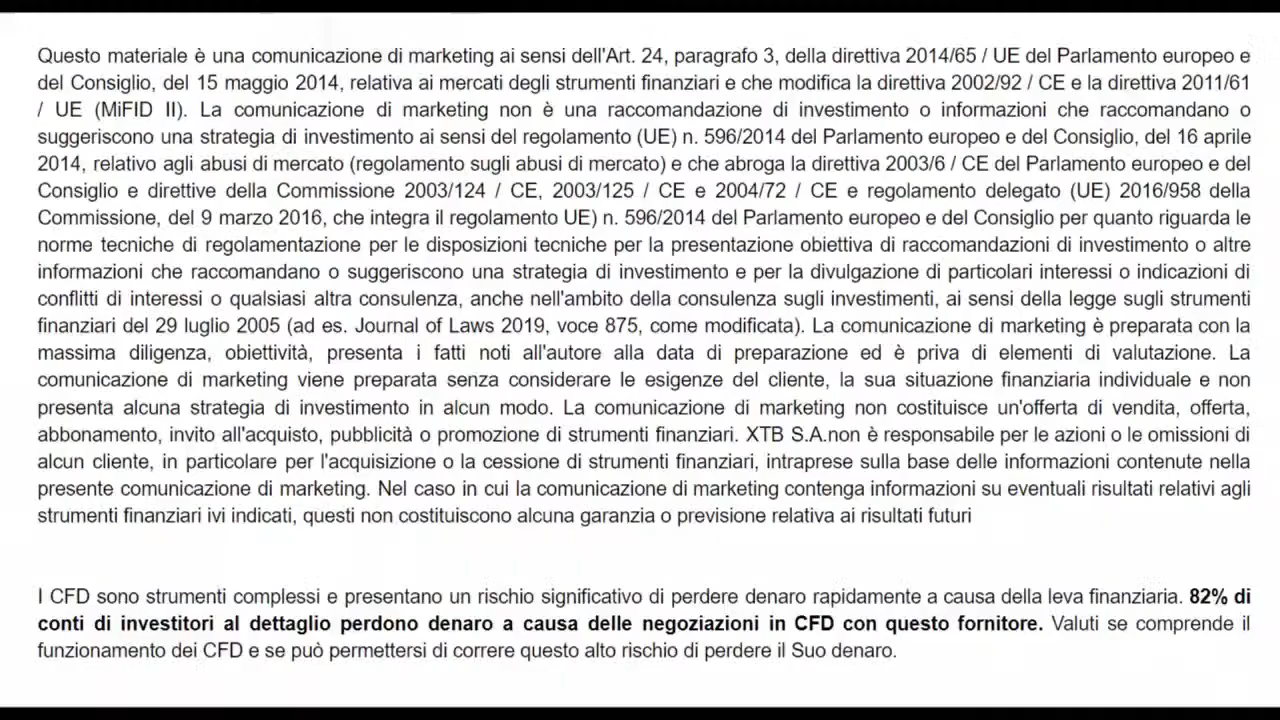 Questo materiale è una comunicazione di marketing ai sensi dell'Art. 24, paragrafo 3, della direttiva 2014/65 / UE del Parlamento europeo e
del Consiglio, del 15 maggio 2014, relativa ai mercati degli strumenti finanziari e che modifica la direttiva 2002/92 / CE e la direttiva 2011/61
/ UE (MiFID II). La comunicazione di marketing non è una raccomandazione di investimento o informazioni che raccomandano o
suggeriscono una strategia di investimento ai sensi del regolamento (UE) n. 596/2014 del Parlamento europeo e del Consiglio, del 16 aprile
2014, relativo agli abusi di mercato (regolamento sugli abusi di mercato) e che abroga la direttiva 2003/6 / CE del Parlamento europeo e del
Consiglio e direttive della Commissione 2003/124 / CE, 2003/125 / CE e 2004/72 / CE e regolamento delegato (UE) 2016/958 della
Commissione, del 9 marzo 2016, che integra il regolamento UE) n. 596/2014 del Parlamento europeo e del Consiglio per quanto riguarda le
norme tecniche di regolamentazione per le disposizioni tecniche per la presentazione obiettiva di raccomandazioni di investimento o altre
informazioni che raccomandano o suggeriscono una strategia di investimento e per la divulgazione di particolari interessi o indicazioni di
conflitti di interessi o qualsiasi altra consulenza, anche nell'ambito della consulenza sugli investimenti, ai sensi della legge sugli strumenti
finanziari del 29 luglio 2005 (ad es. Journal of Laws 2019, voce 875, come modificata). La comunicazione di marketing è preparata con la
massima diligenza, obiettività, presenta i fatti noti all'autore alla data di preparazione ed è priva di elementi di valutazione. La
comunicazione di marketing viene preparata senza considerare le esigenze del cliente, la sua situazione finanziaria individuale e non
presenta alcuna strategia di investimento in alcun modo. La comunicazione di marketing non costituisce un'offerta di vendita, offerta,
abbonamento, invito all'acquisto, pubblicità o promozione di strumenti finanziari. XTB S.A.non è responsabile per le azioni o le omissioni di
alcun cliente, in particolare per l'acquisizione o la cessione di strumenti finanziari, intraprese sulla base delle informazioni contenute nella
presente comunicazione di marketing. Nel caso in cui la comunicazione di marketing contenga informazioni su eventuali risultati relativi agli
strumenti finanziari ivi indicati, questi non costituiscono alcuna garanzia o previsione relativa ai risultati futuri
I CFD sono strumenti complessi e presentano un rischio significativo di perdere denaro rapidamente a causa della leva finanziaria. 82% di
conti di investitori al dettaglio perdono denaro a causa delle negoziazioni in CFD con questo fornitore. Valuti se comprende il
funzionamento dei CFD e se può permettersi di correre questo alto rischio di perdere il Suo denaro.